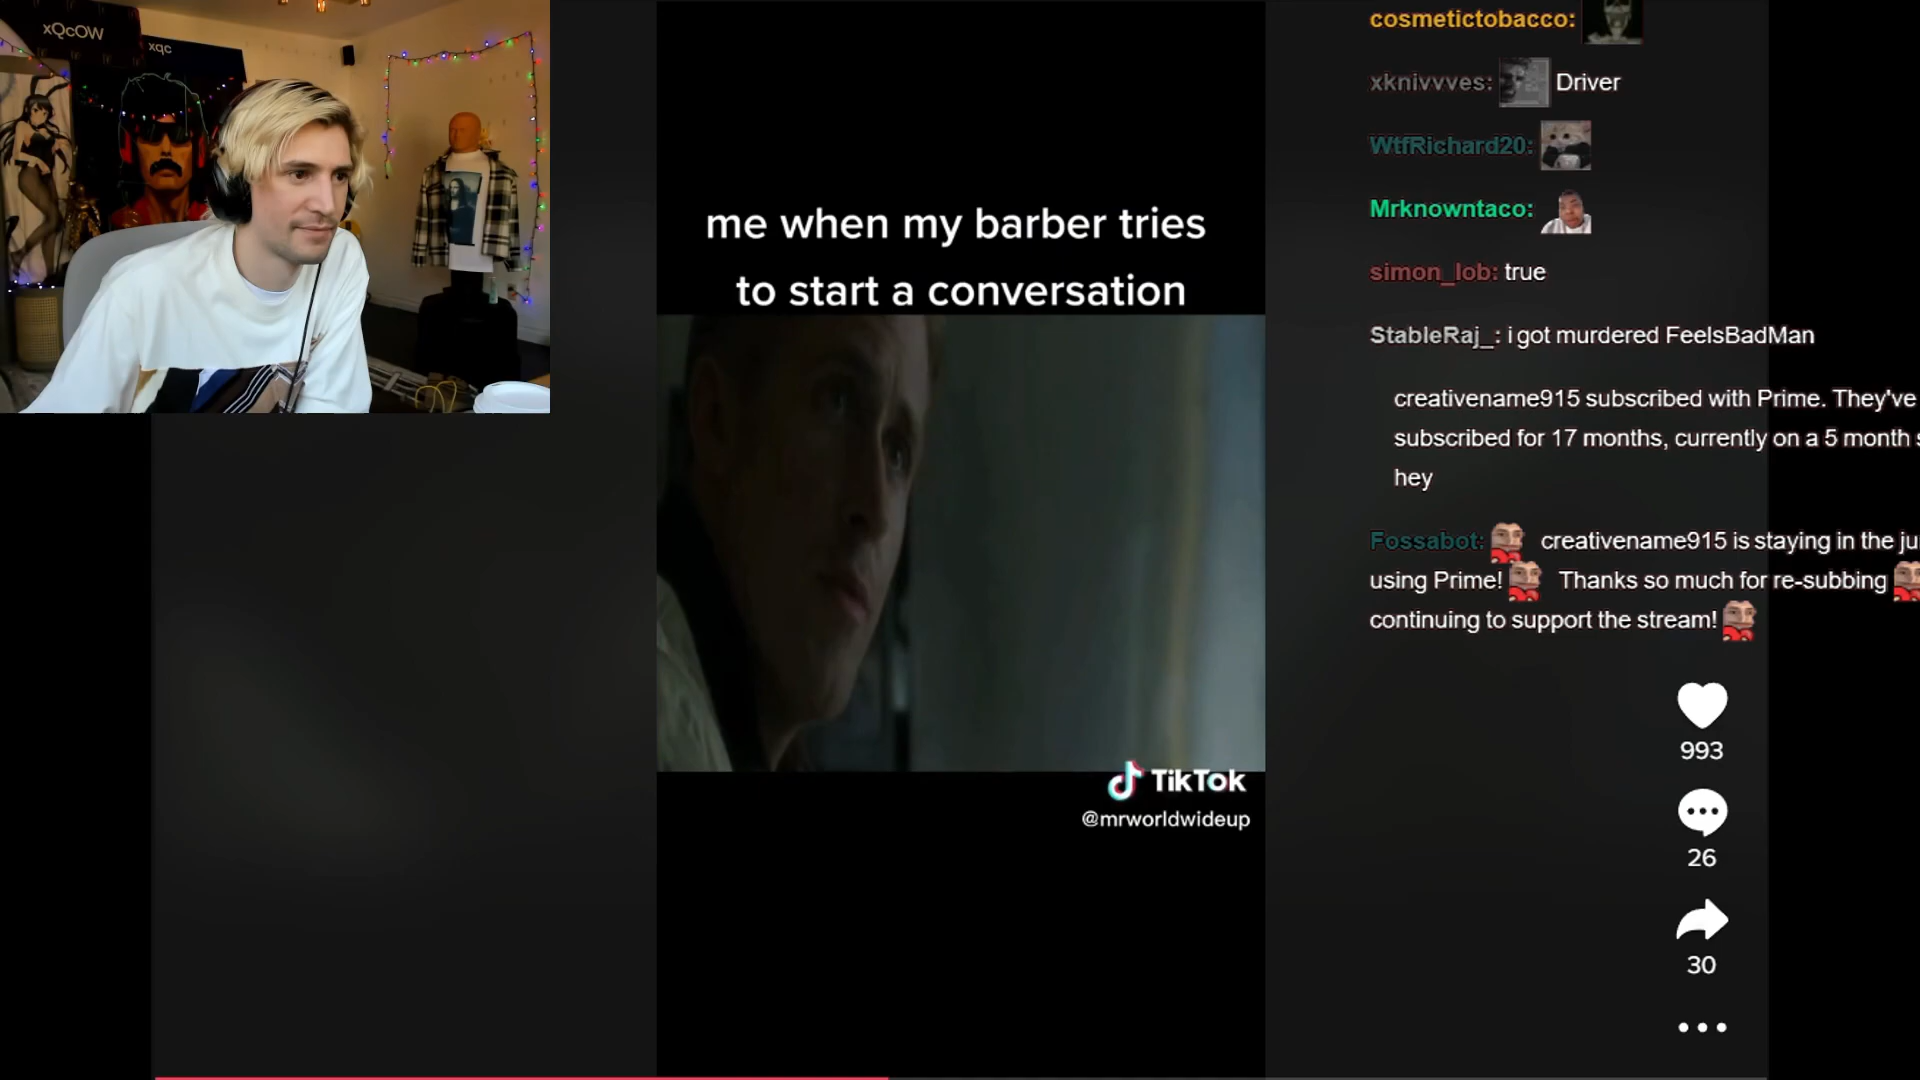 xQcOW
xqc
me when my barber tries
to start a conversation
TikTok
@mrworldwideup
cosmetictobacco:
xknivvves: Driver
WtfRichard20:
Mrknowntaco:
simon_lob: true
StableRaj_: i got murdered FeelsBadMan
creativename915 subscribed with Prime. They've
subscribed for 17 months, currently on a 5 month s
hey
Fossabot: creativename915 is staying in the ju
using Prime! Thanks so much for re-subbing
continuing to support the stream!
993
26
30